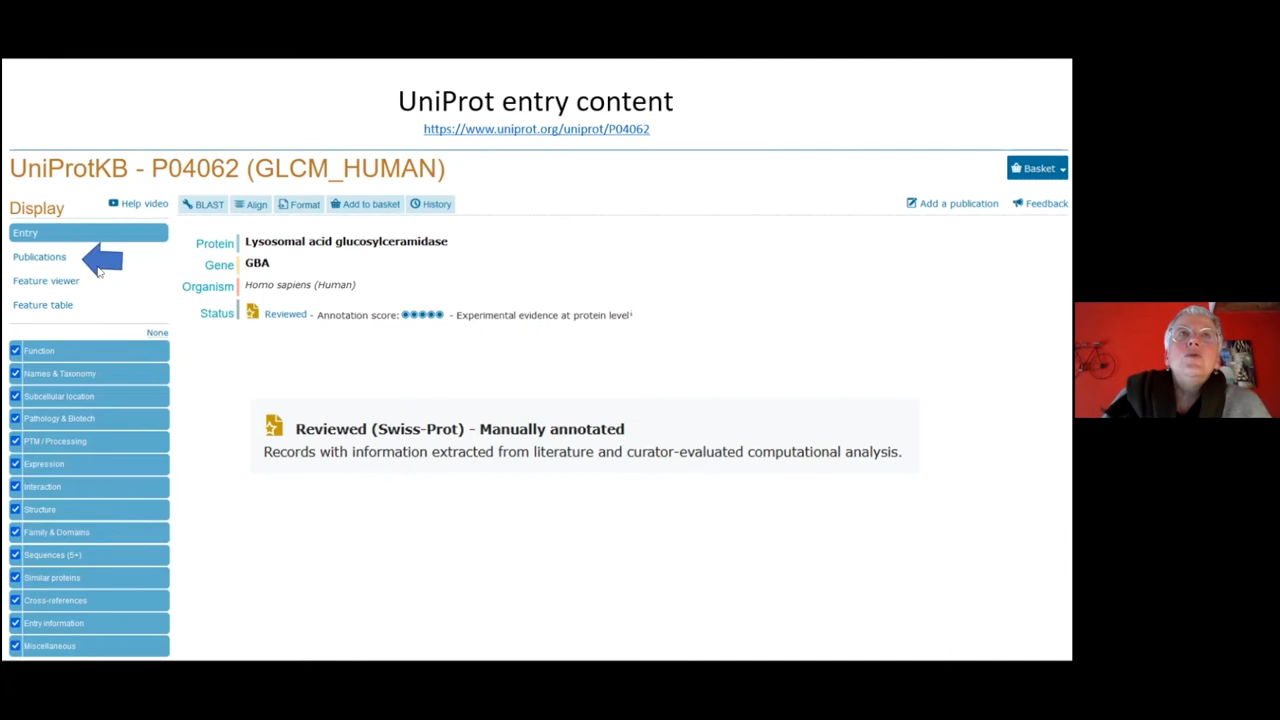 UniProt entry content
https://www.uniprot.org/uniprot/P04062
UniProtKB - P04062 (GLCM_HUMAN)
Basket
Display
Help video
BLAST
Align
Format
Add to basket
History
Add a publication
Feedback
Entry
Publications
Feature viewer
Feature table
None
Function
Names & Taxonomy
Subcellular location
Pathology & Biotech
PTM / Processing
Expression
Interaction
Structure
Family & Domains
Sequences (5+)
Similar proteins
Cross-references
Entry information
Miscellaneous
Protein Lysosomal acid glucosylceramidase
Gene GBA
Organism Homo sapiens (Human)
Status Reviewed - Annotation score: - Experimental evidence at protein levelⁱ
Reviewed (Swiss-Prot) - Manually annotated
Records with information extracted from literature and curator-evaluated computational analysis.